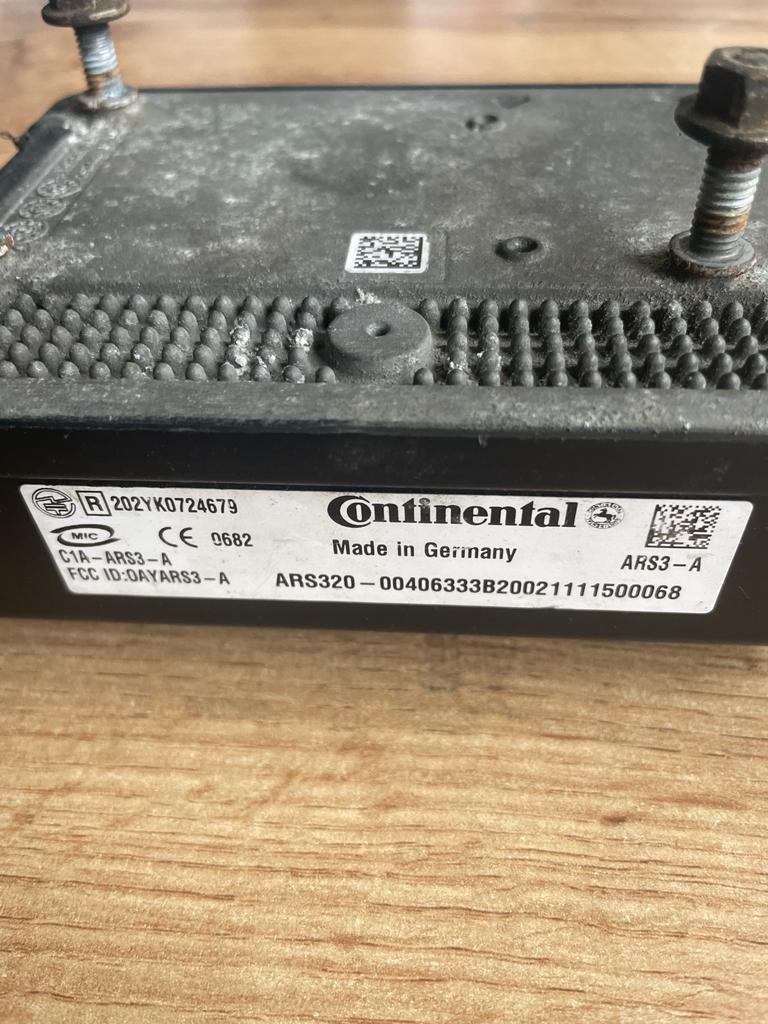 R 202YK0724679
MIC CE 0682
C1A-ARS3-A
FCC ID:OAYARS3-A
Continental
Made in Germany
ARS3-A
ARS320-00406333B20021111500068